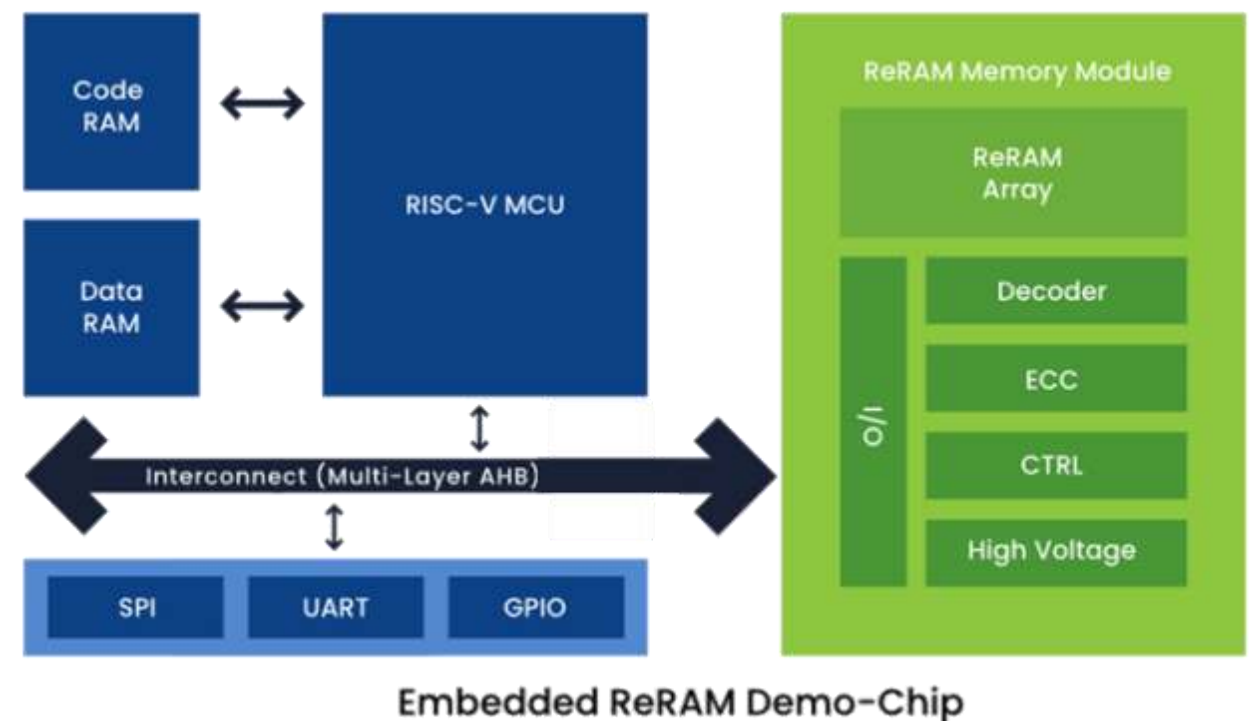 Code
RAM
Data
RAM
RISC-V MCU
Interconnect (Multi-Layer AHB)
SPI
UART
GPIO
ReRAM Memory Module
ReRAM
Array
I/O
Decoder
ECC
CTRL
High Voltage
Embedded ReRAM Demo-Chip